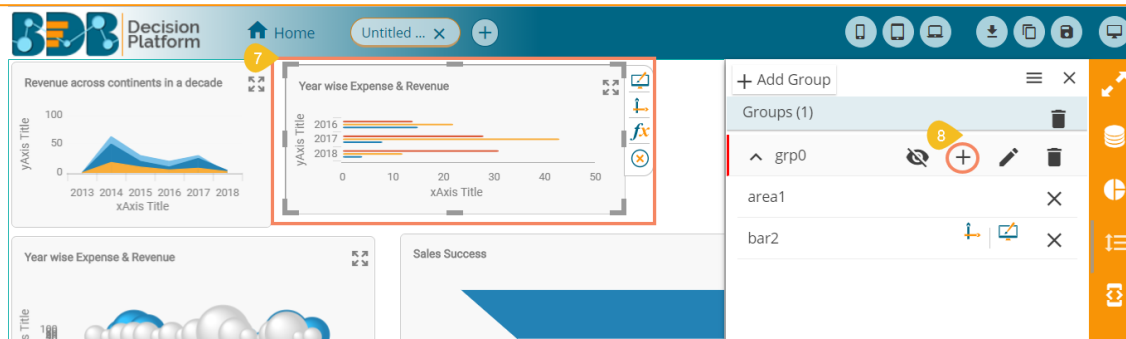 BDB Decision Platform
Home
Untitled ... ×
7
Revenue across continents in a decade
yAxis Title
100
50
0
2013 2014 2015 2016 2017 2018
xAxis Title
Year wise Expense & Revenue
yAxis Title
2016
2017
2018
0 10 20 30 40 50
xAxis Title
fx
+ Add Group
Groups (1)
8
grp0
area1
bar2
Year wise Expense & Revenue
Sales Success